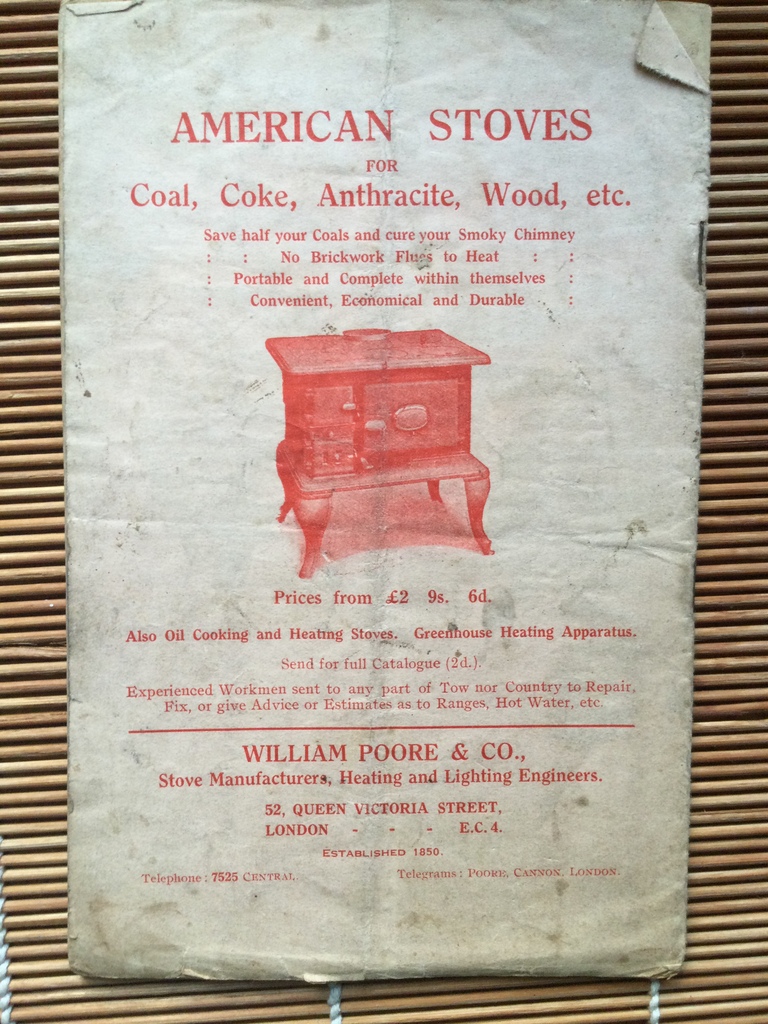 AMERICAN STOVES
FOR
Coal, Coke, Anthracite, Wood, etc.
Save half your Coals and cure your Smoky Chimney
: : No Brickwork Flues to Heat : :
: Portable and Complete within themselves :
: Convenient, Economical and Durable :
Prices from £2 9s. 6d.
Also Oil Cooking and Heating Stoves. Greenhouse Heating Apparatus.
Send for full Catalogue (2d.).
Experienced Workmen sent to any part of Tow nor Country to Repair,
Fix, or give Advice or Estimates as to Ranges, Hot Water, etc.
WILLIAM POORE & CO.,
Stove Manufacturers, Heating and Lighting Engineers.
52, QUEEN VICTORIA STREET,
LONDON - - - E.C. 4.
ESTABLISHED 1850.
Telephone : 7525 CENTRAL. Telegrams : POORE, CANNON, LONDON.